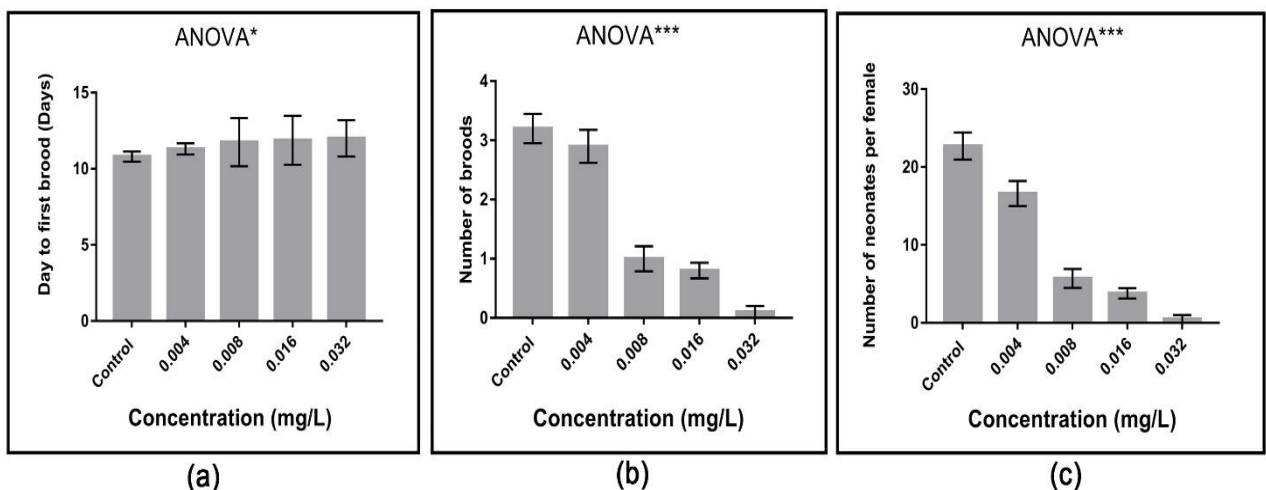 ANOVA*
Day to first brood (Days)
15
10
5
0
Control
0.004
0.008
0.016
0.032
Concentration (mg/L)
(a)
ANOVA***
Number of broods
4
3
2
1
0
Control
0.004
0.008
0.016
0.032
Concentration (mg/L)
(b)
ANOVA***
Number of neonates per female
30
20
10
0
Control
0.004
0.008
0.016
0.032
Concentration (mg/L)
(c)